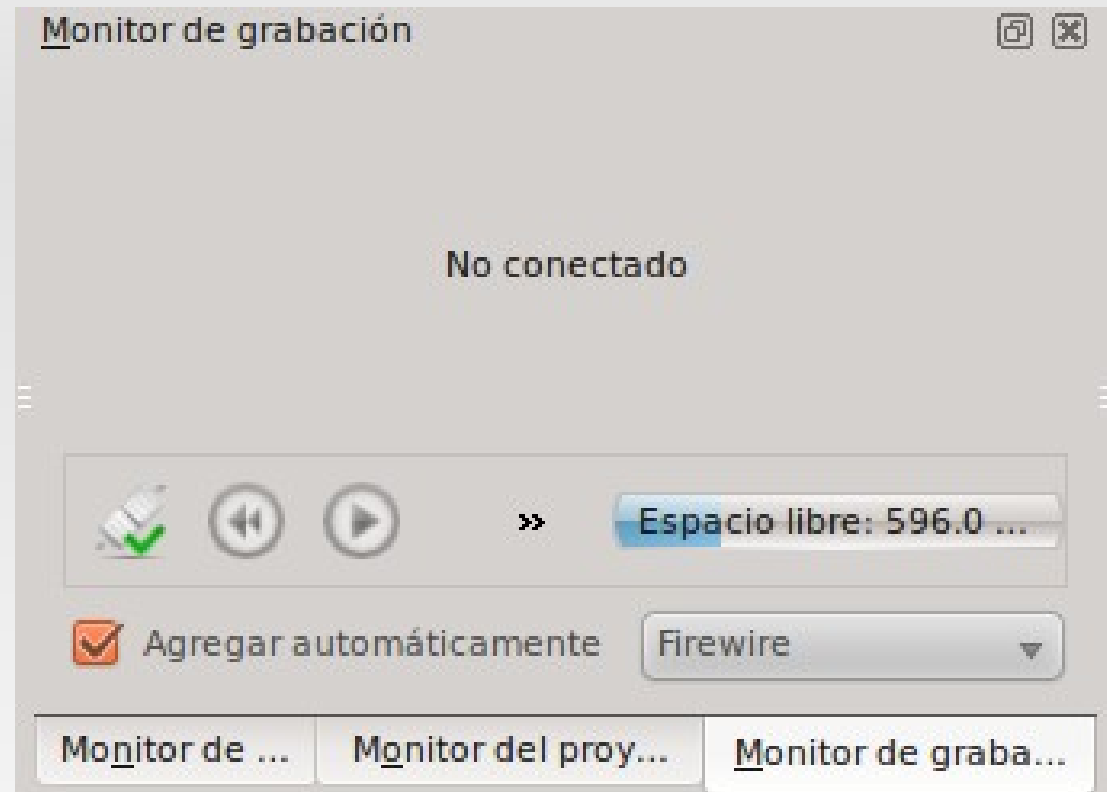 Monitor de grabación
No conectado
» Espacio libre: 596.0 ...
Agregar automáticamente Firewire
Monitor de ... Monitor del proy... Monitor de graba...